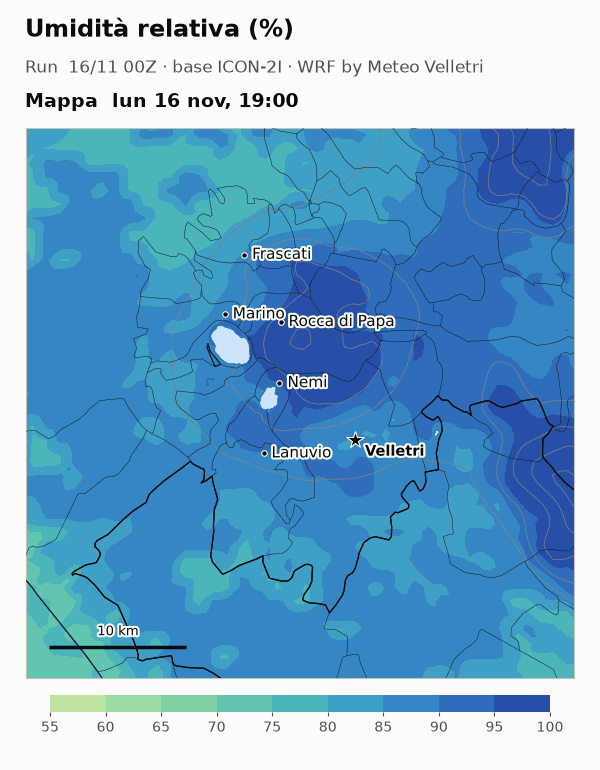 Umidità relativa (%)
Run  16/11 00Z · base ICON-2I · WRF by Meteo Velletri
Mappa  lun 16 nov, 19:00
Frascati
Marino
Rocca di Papa
Nemi
Velletri
Lanuvio
10 km
55 60 65 70 75 80 85 90 95 100